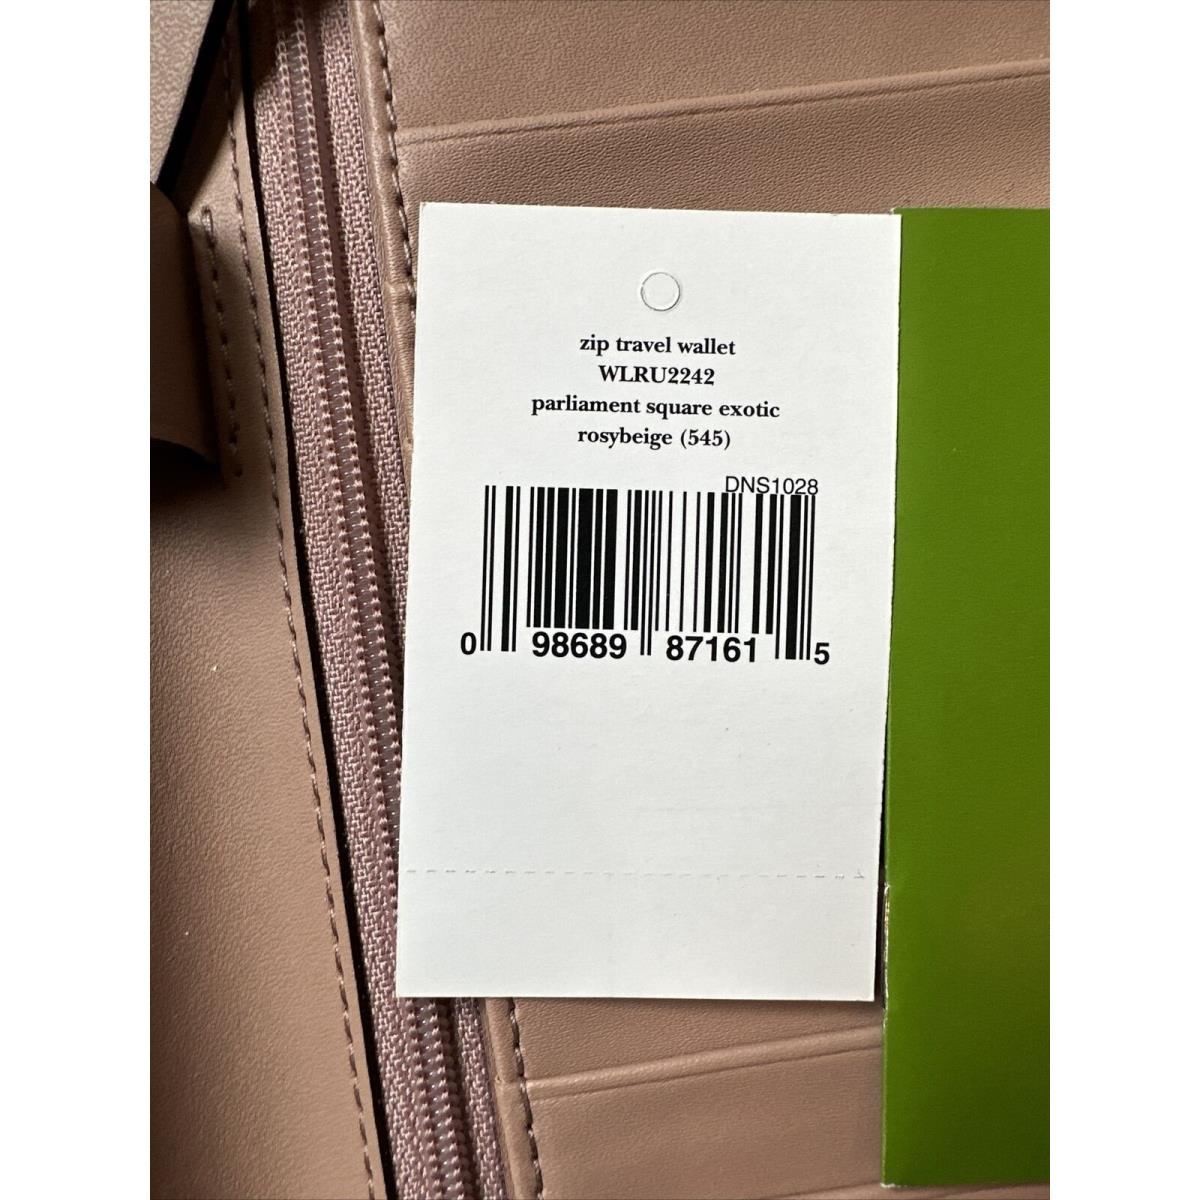 zip travel wallet
WLRU2242
parliament square exotic
rosybeige (545)
DNS1028
0 98689 87161 5